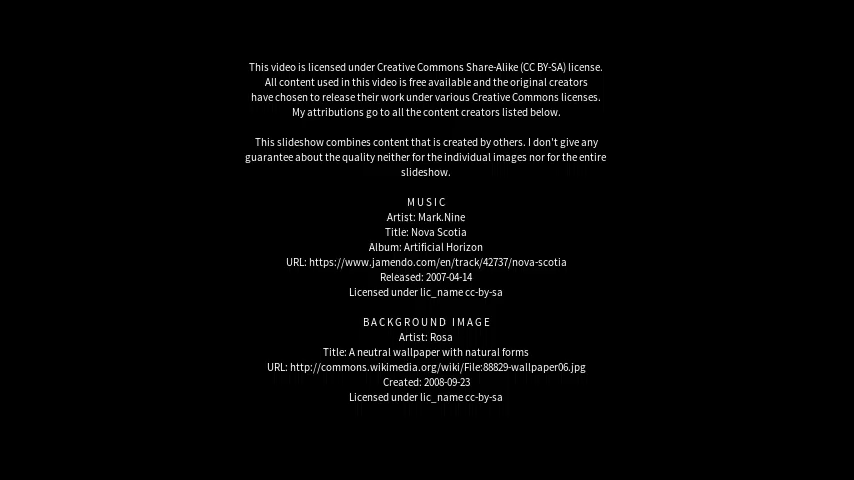 This video is licensed under Creative Commons Share-Alike (CC BY-SA) license.
All content used in this video is free available and the original creators
have chosen to release their work under various Creative Commons licenses.
My attributions go to all the content creators listed below.
This slideshow combines content that is created by others. I don't give any
guarantee about the quality neither for the individual images nor for the entire
slideshow.
MUSIC
Artist: Mark.Nine
Title: Nova Scotia
Album: Artificial Horizon
URL: https://www.jamendo.com/en/track/42737/nova-scotia
Released: 2007-04-14
Licensed under lic_name cc-by-sa
BACKGROUND IMAGE
Artist: Rosa
Title: A neutral wallpaper with natural forms
URL: http://commons.wikimedia.org/wiki/File:88829-wallpaper06.jpg
Created: 2008-09-23
Licensed under lic_name cc-by-sa